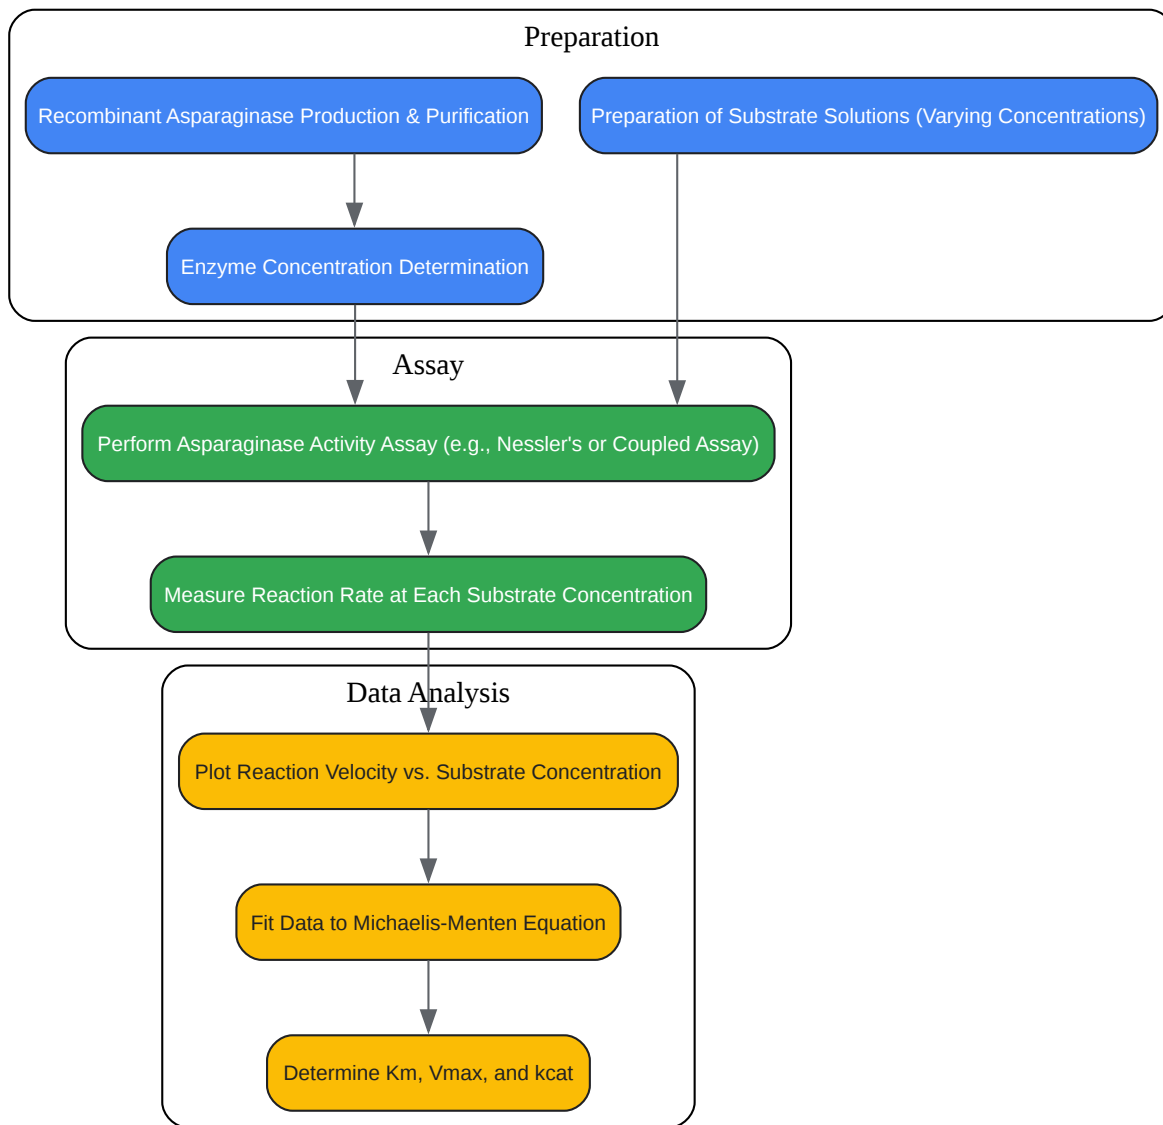 Preparation
Recombinant Asparaginase Production & Purification
Preparation of Substrate Solutions (Varying Concentrations)
Enzyme Concentration Determination
Assay
Perform Asparaginase Activity Assay (e.g., Nessler's or Coupled Assay)
Measure Reaction Rate at Each Substrate Concentration
Data Analysis
Plot Reaction Velocity vs. Substrate Concentration
Fit Data to Michaelis-Menten Equation
Determine Km, Vmax, and kcat